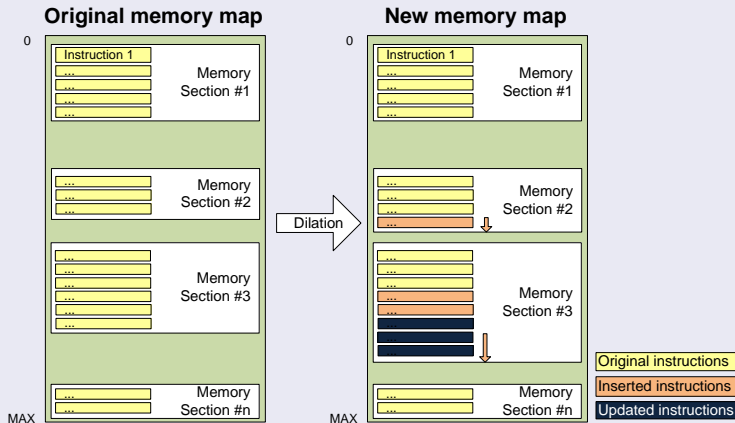 Original memory map
0
Instruction 1
...
...
...
...
Memory
Section #1
...
...
...
Memory
Section #2
...
...
...
...
...
...
Memory
Section #3
...
...
Memory
Section #n
MAX
Dilation
New memory map
0
Instruction 1
...
...
...
...
Memory
Section #1
...
...
...
...
Memory
Section #2
...
...
...
...
...
...
...
...
Memory
Section #3
...
...
Memory
Section #n
MAX
Original instructions
Inserted instructions
Updated instructions